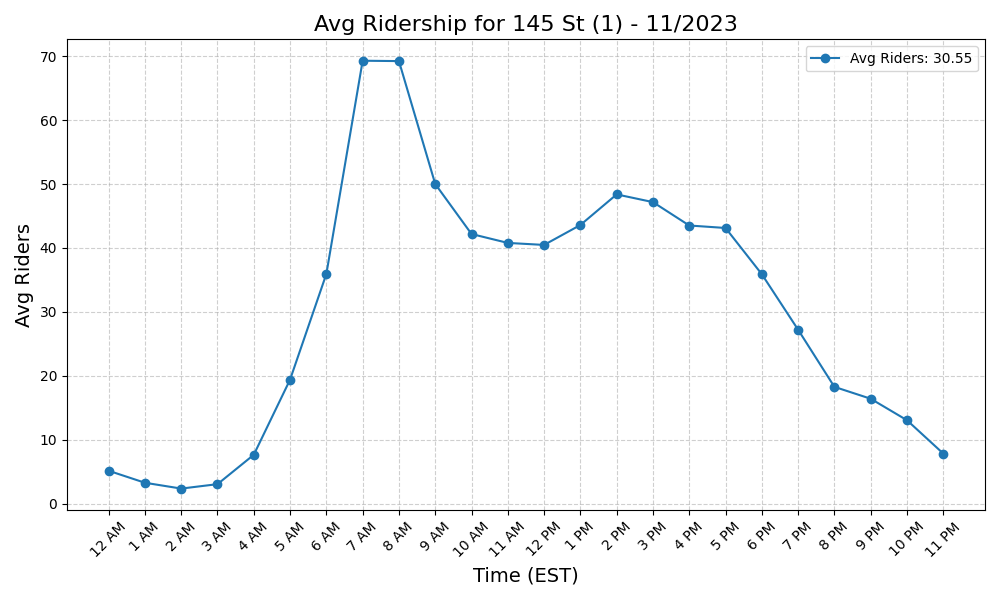 Avg Ridership for 145 St (1) - 11/2023
Avg Riders: 30.55
Avg Riders
70
60
50
40
30
20
10
0
12 AM
1 AM
2 AM
3 AM
4 AM
5 AM
6 AM
7 AM
8 AM
9 AM
10 AM
11 AM
12 PM
1 PM
2 PM
3 PM
4 PM
5 PM
6 PM
7 PM
8 PM
9 PM
10 PM
11 PM
Time (EST)